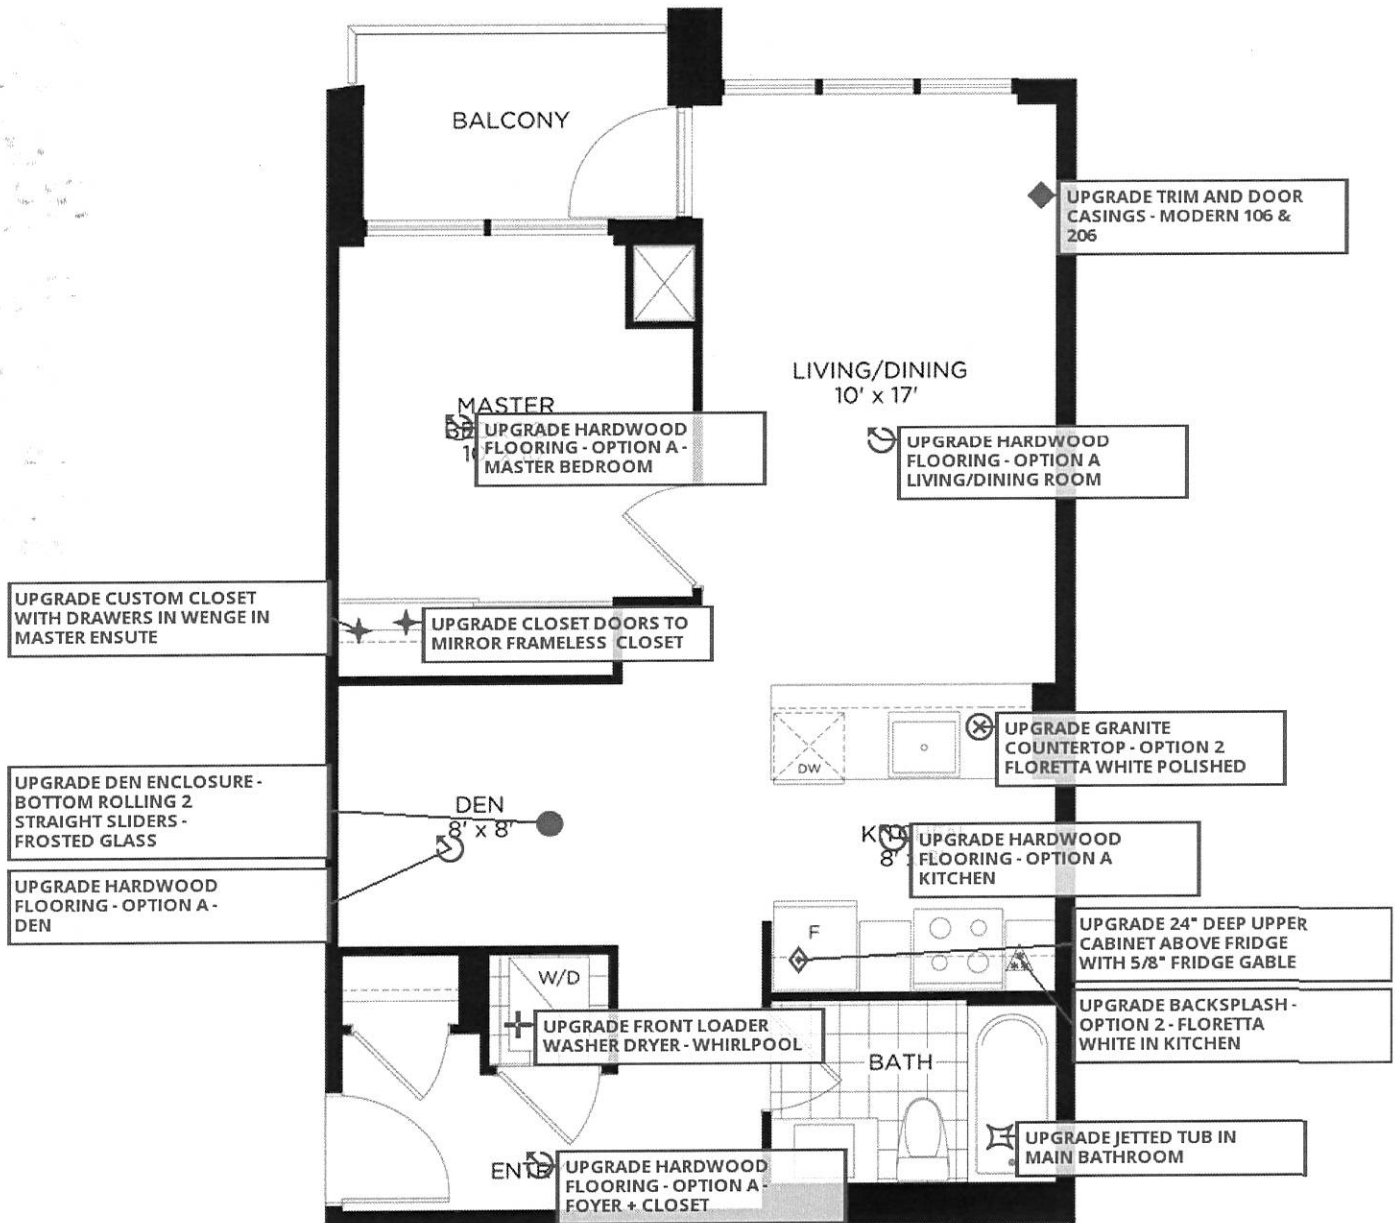 BALCONY
UPGRADE TRIM AND DOOR
CASINGS - MODERN 106 &
206
LIVING/DINING
10' x 17'
MASTER
UPGRADE HARDWOOD
FLOORING - OPTION A -
MASTER BEDROOM
UPGRADE HARDWOOD
FLOORING - OPTION A
LIVING/DINING ROOM
UPGRADE CUSTOM CLOSET
WITH DRAWERS IN WENGE IN
MASTER ENSUTE
UPGRADE CLOSET DOORS TO
MIRROR FRAMELESS CLOSET
UPGRADE GRANITE
COUNTERTOP - OPTION 2
FLORETTA WHITE POLISHED
DW
UPGRADE DEN ENCLOSURE -
BOTTOM ROLLING 2
STRAIGHT SLIDERS -
FROSTED GLASS
DEN
8' x 8'
UPGRADE HARDWOOD
FLOORING - OPTION A
KITCHEN
8'
UPGRADE HARDWOOD
FLOORING - OPTION A -
DEN
F
UPGRADE 24" DEEP UPPER
CABINET ABOVE FRIDGE
WITH 5/8" FRIDGE GABLE
W/D
UPGRADE FRONT LOADER
WASHER DRYER - WHIRLPOOL
UPGRADE BACKSPLASH -
OPTION 2 - FLORETTA
WHITE IN KITCHEN
BATH
UPGRADE JETTED TUB IN
MAIN BATHROOM
UPGRADE HARDWOOD
FLOORING - OPTION A -
FOYER + CLOSET